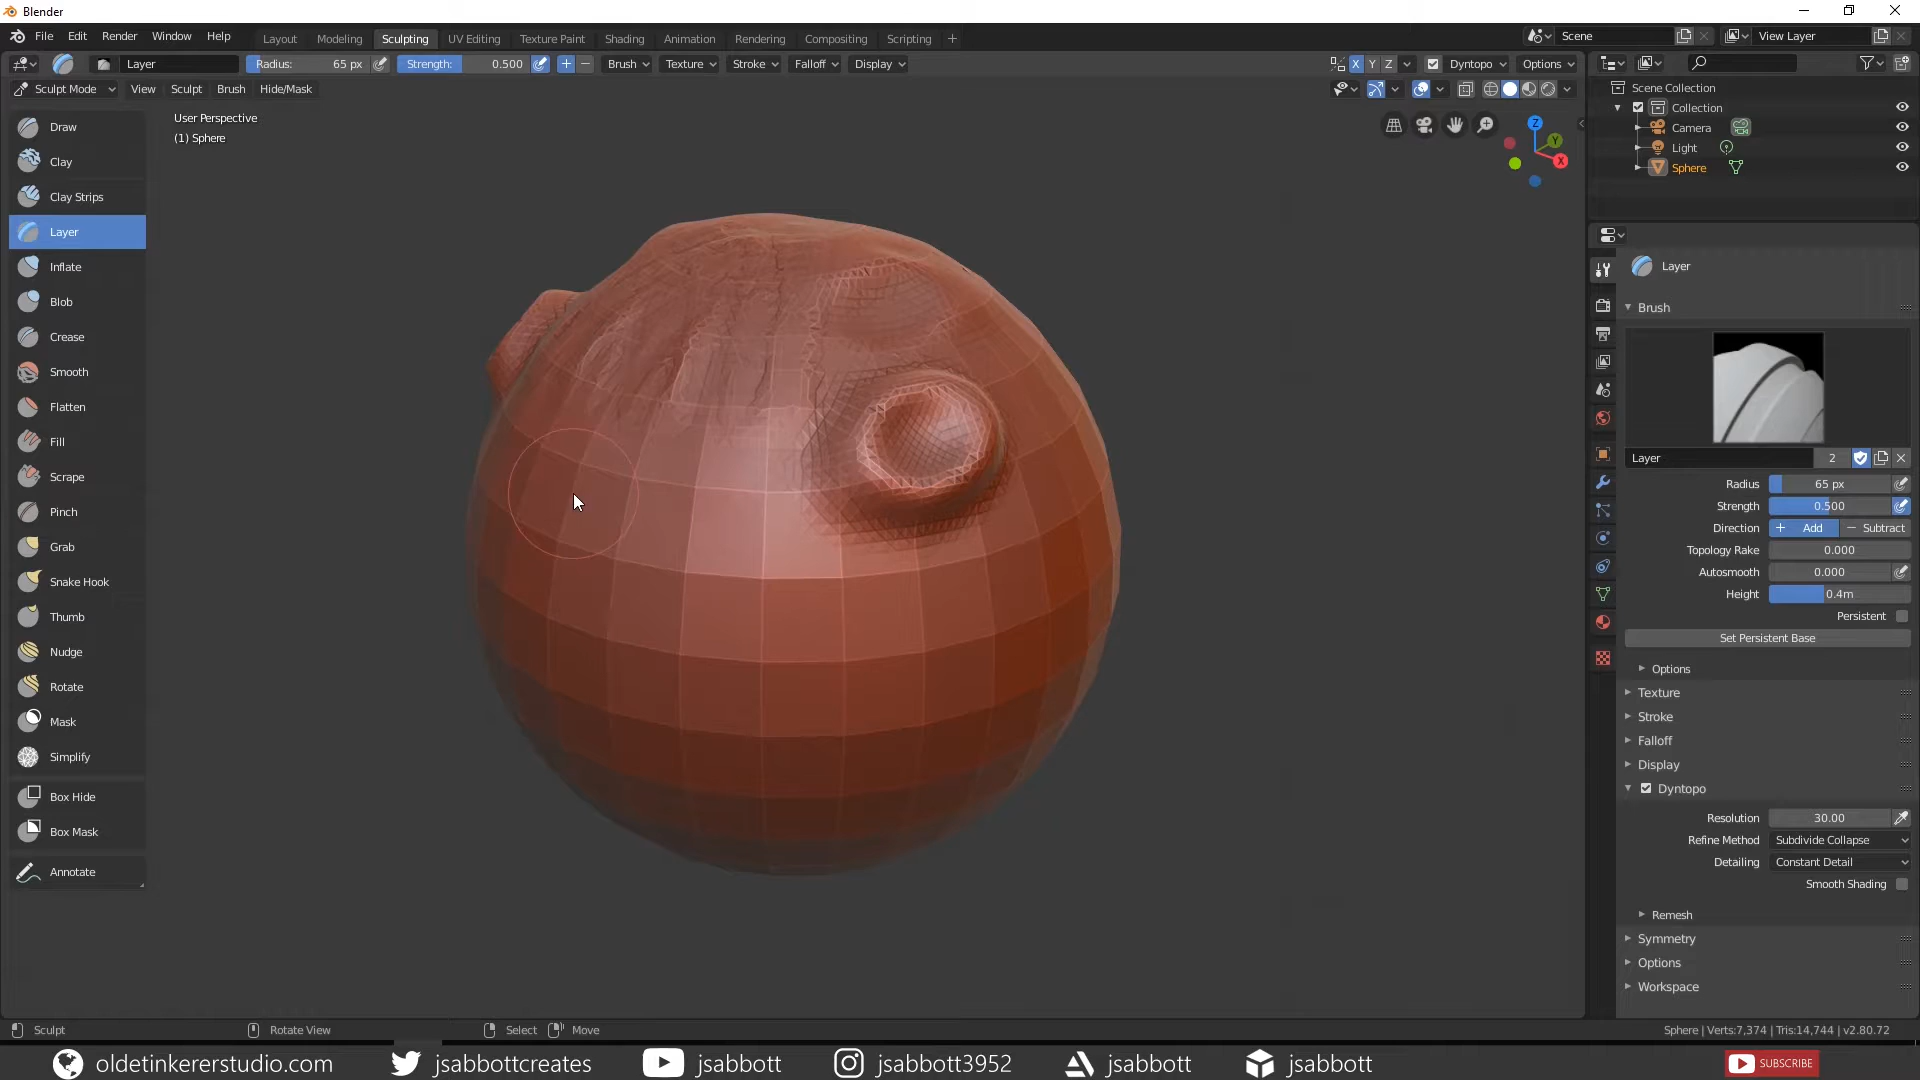 Blender
File Edit Render Window Help Layout Modeling Sculpting UV Editing Texture Paint Shading Animation Rendering Compositing Scripting + Scene View Layer
Layer Radius: 65 px Strength: 0.500 + − Brush Texture Stroke Falloff Display X Y Z Dyntopo Options
Sculpt Mode View Sculpt Brush Hide/Mask
User Perspective
(1) Sphere
Z
Y
X
Draw
Clay
Clay Strips
Layer
Inflate
Blob
Crease
Smooth
Flatten
Fill
Scrape
Pinch
Grab
Snake Hook
Thumb
Nudge
Rotate
Mask
Simplify
Box Hide
Box Mask
Annotate
Scene Collection
Collection
Camera
Light
Sphere
Layer
Brush
Layer 2
Radius 65 px
Strength 0.500
Direction + Add − Subtract
Topology Rake 0.000
Autosmooth 0.000
Height 0.4m
Persistent
Set Persistent Base
Options
Texture
Stroke
Falloff
Display
Dyntopo
Resolution 30.00
Refine Method Subdivide Collapse
Detailing Constant Detail
Smooth Shading
Remesh
Symmetry
Options
Workspace
Sculpt Rotate View Select Move Sphere | Verts:7,374 | Tris:14,744 | v2.80.72
oldetinkererstudio.com jsabbottcreates jsabbott jsabbott3952 jsabbott jsabbott SUBSCRIBE